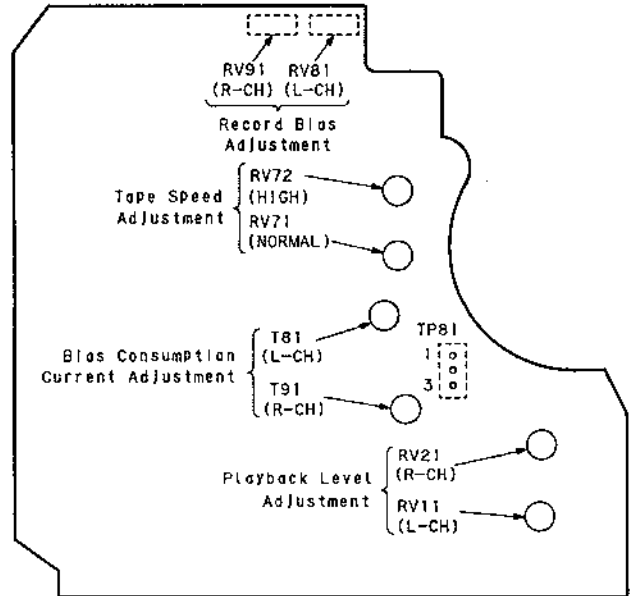 RV91 RV81
(R-CH) (L-CH)
Record Bias
Adjustment
Tape Speed
Adjustment
RV72
(HIGH)
RV71
(NORMAL)
Bias Consumption
Current Adjustment
T81
(L-CH)
T91
(R-CH)
TP81
1
3
Playback Level
Adjustment
RV21
(R-CH)
RV11
(L-CH)